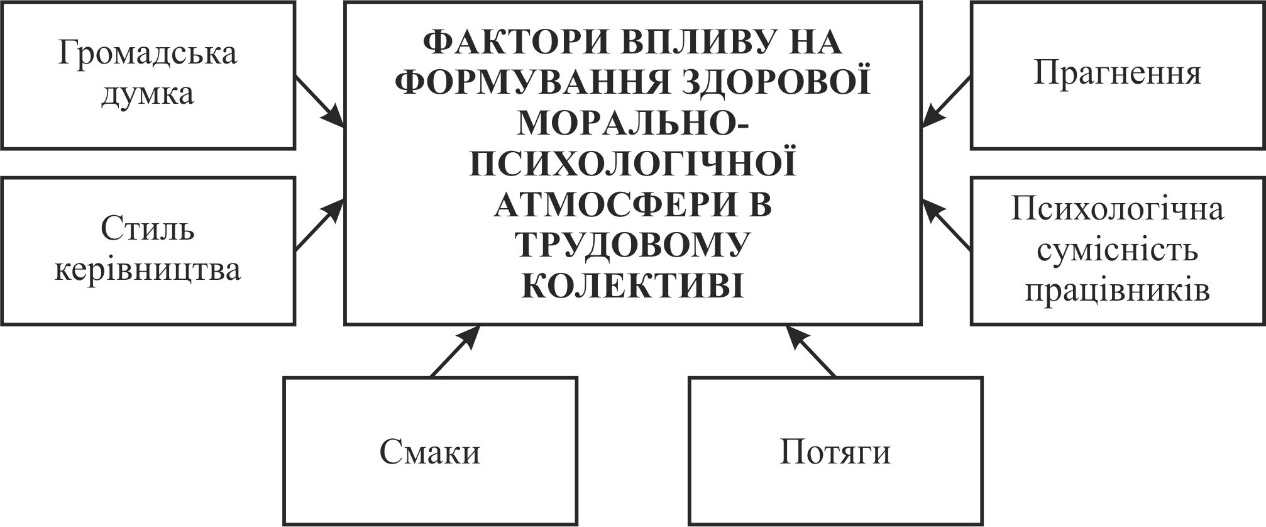 Громадська
думка
Стиль
керівництва
ФАКТОРИ ВПЛИВУ НА
ФОРМУВАННЯ ЗДОРОВОЇ
МОРАЛЬНО-
ПСИХОЛОГІЧНОЇ
АТМОСФЕРИ В
ТРУДОВОМУ
КОЛЕКТИВІ
Прагнення
Психологічна
сумісність
працівників
Смаки
Потяги